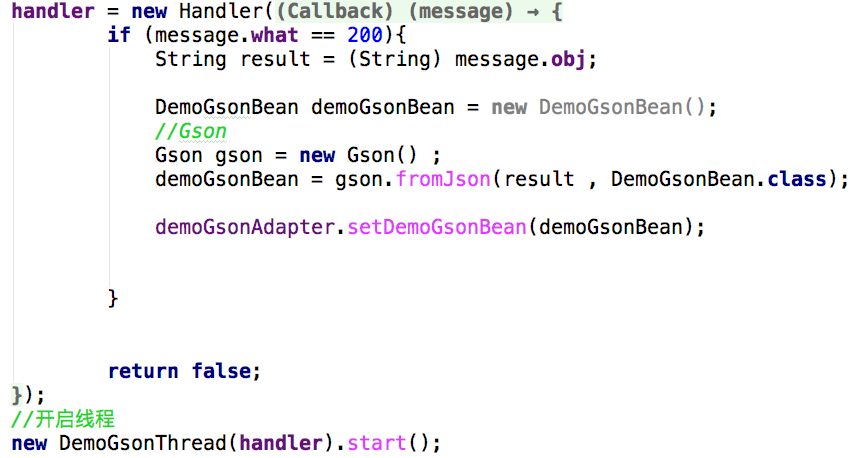 handler = new Handler((Callback) (message) → {
if (message.what == 200){
String result = (String) message.obj;
DemoGsonBean demoGsonBean = new DemoGsonBean();
//Gson
Gson gson = new Gson() ;
demoGsonBean = gson.fromJson(result , DemoGsonBean.class);
demoGsonAdapter.setDemoGsonBean(demoGsonBean);
}
return false;
});
//开启线程
new DemoGsonThread(handler).start();